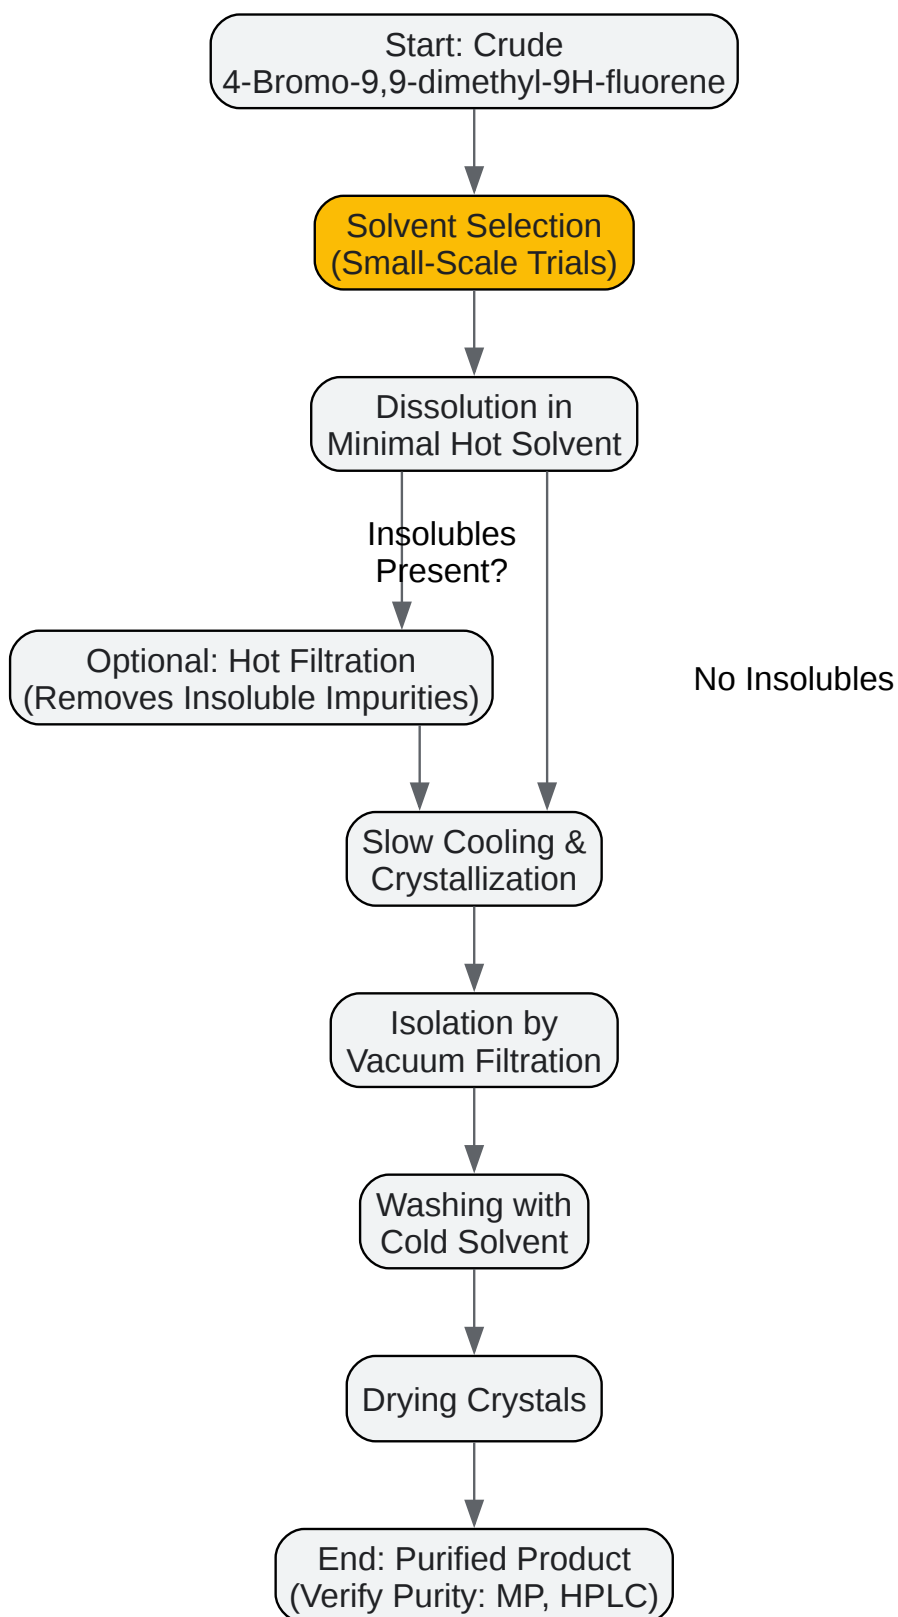 Start: Crude
4-Bromo-9,9-dimethyl-9H-fluorene
Solvent Selection
(Small-Scale Trials)
Dissolution in
Minimal Hot Solvent
Insolubles
Present?
Optional: Hot Filtration
(Removes Insoluble Impurities)
No Insolubles
Slow Cooling &
Crystallization
Isolation by
Vacuum Filtration
Washing with
Cold Solvent
Drying Crystals
End: Purified Product
(Verify Purity: MP, HPLC)